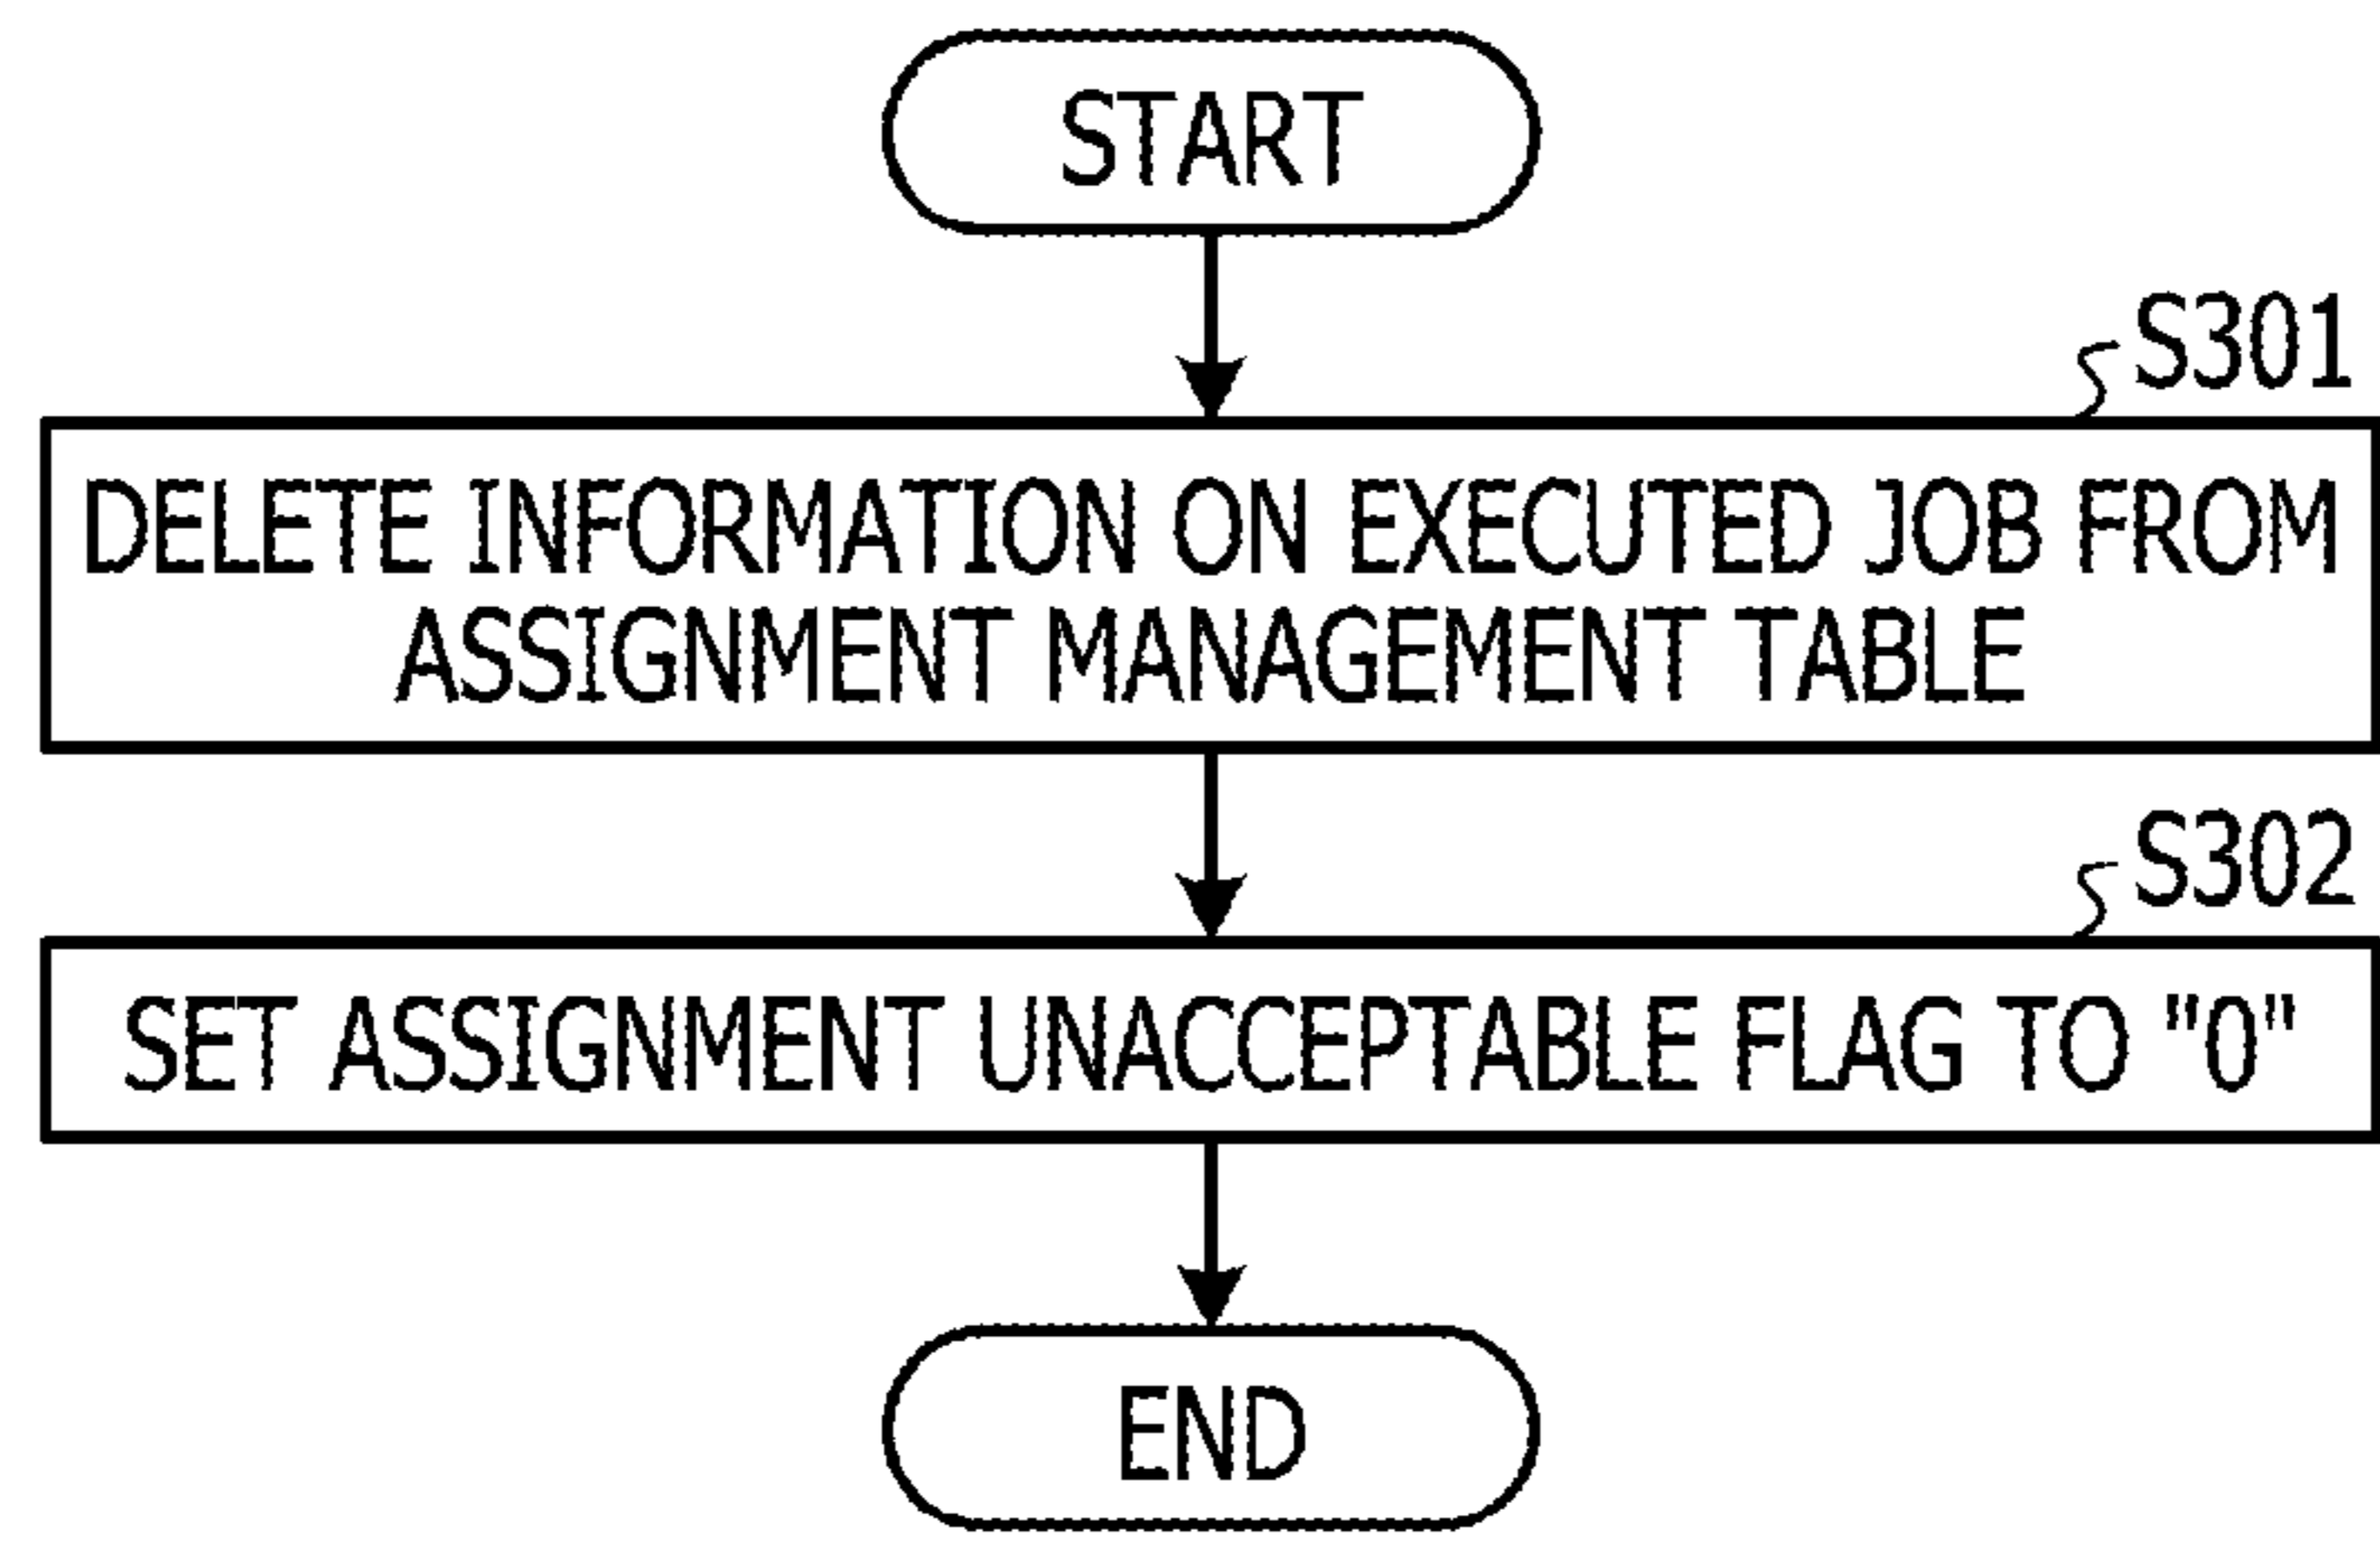 START
S301
DELETE INFORMATION ON EXECUTED JOB FROM
ASSIGNMENT MANAGEMENT TABLE
S302
SET ASSIGNMENT UNACCEPTABLE FLAG TO "0"
END